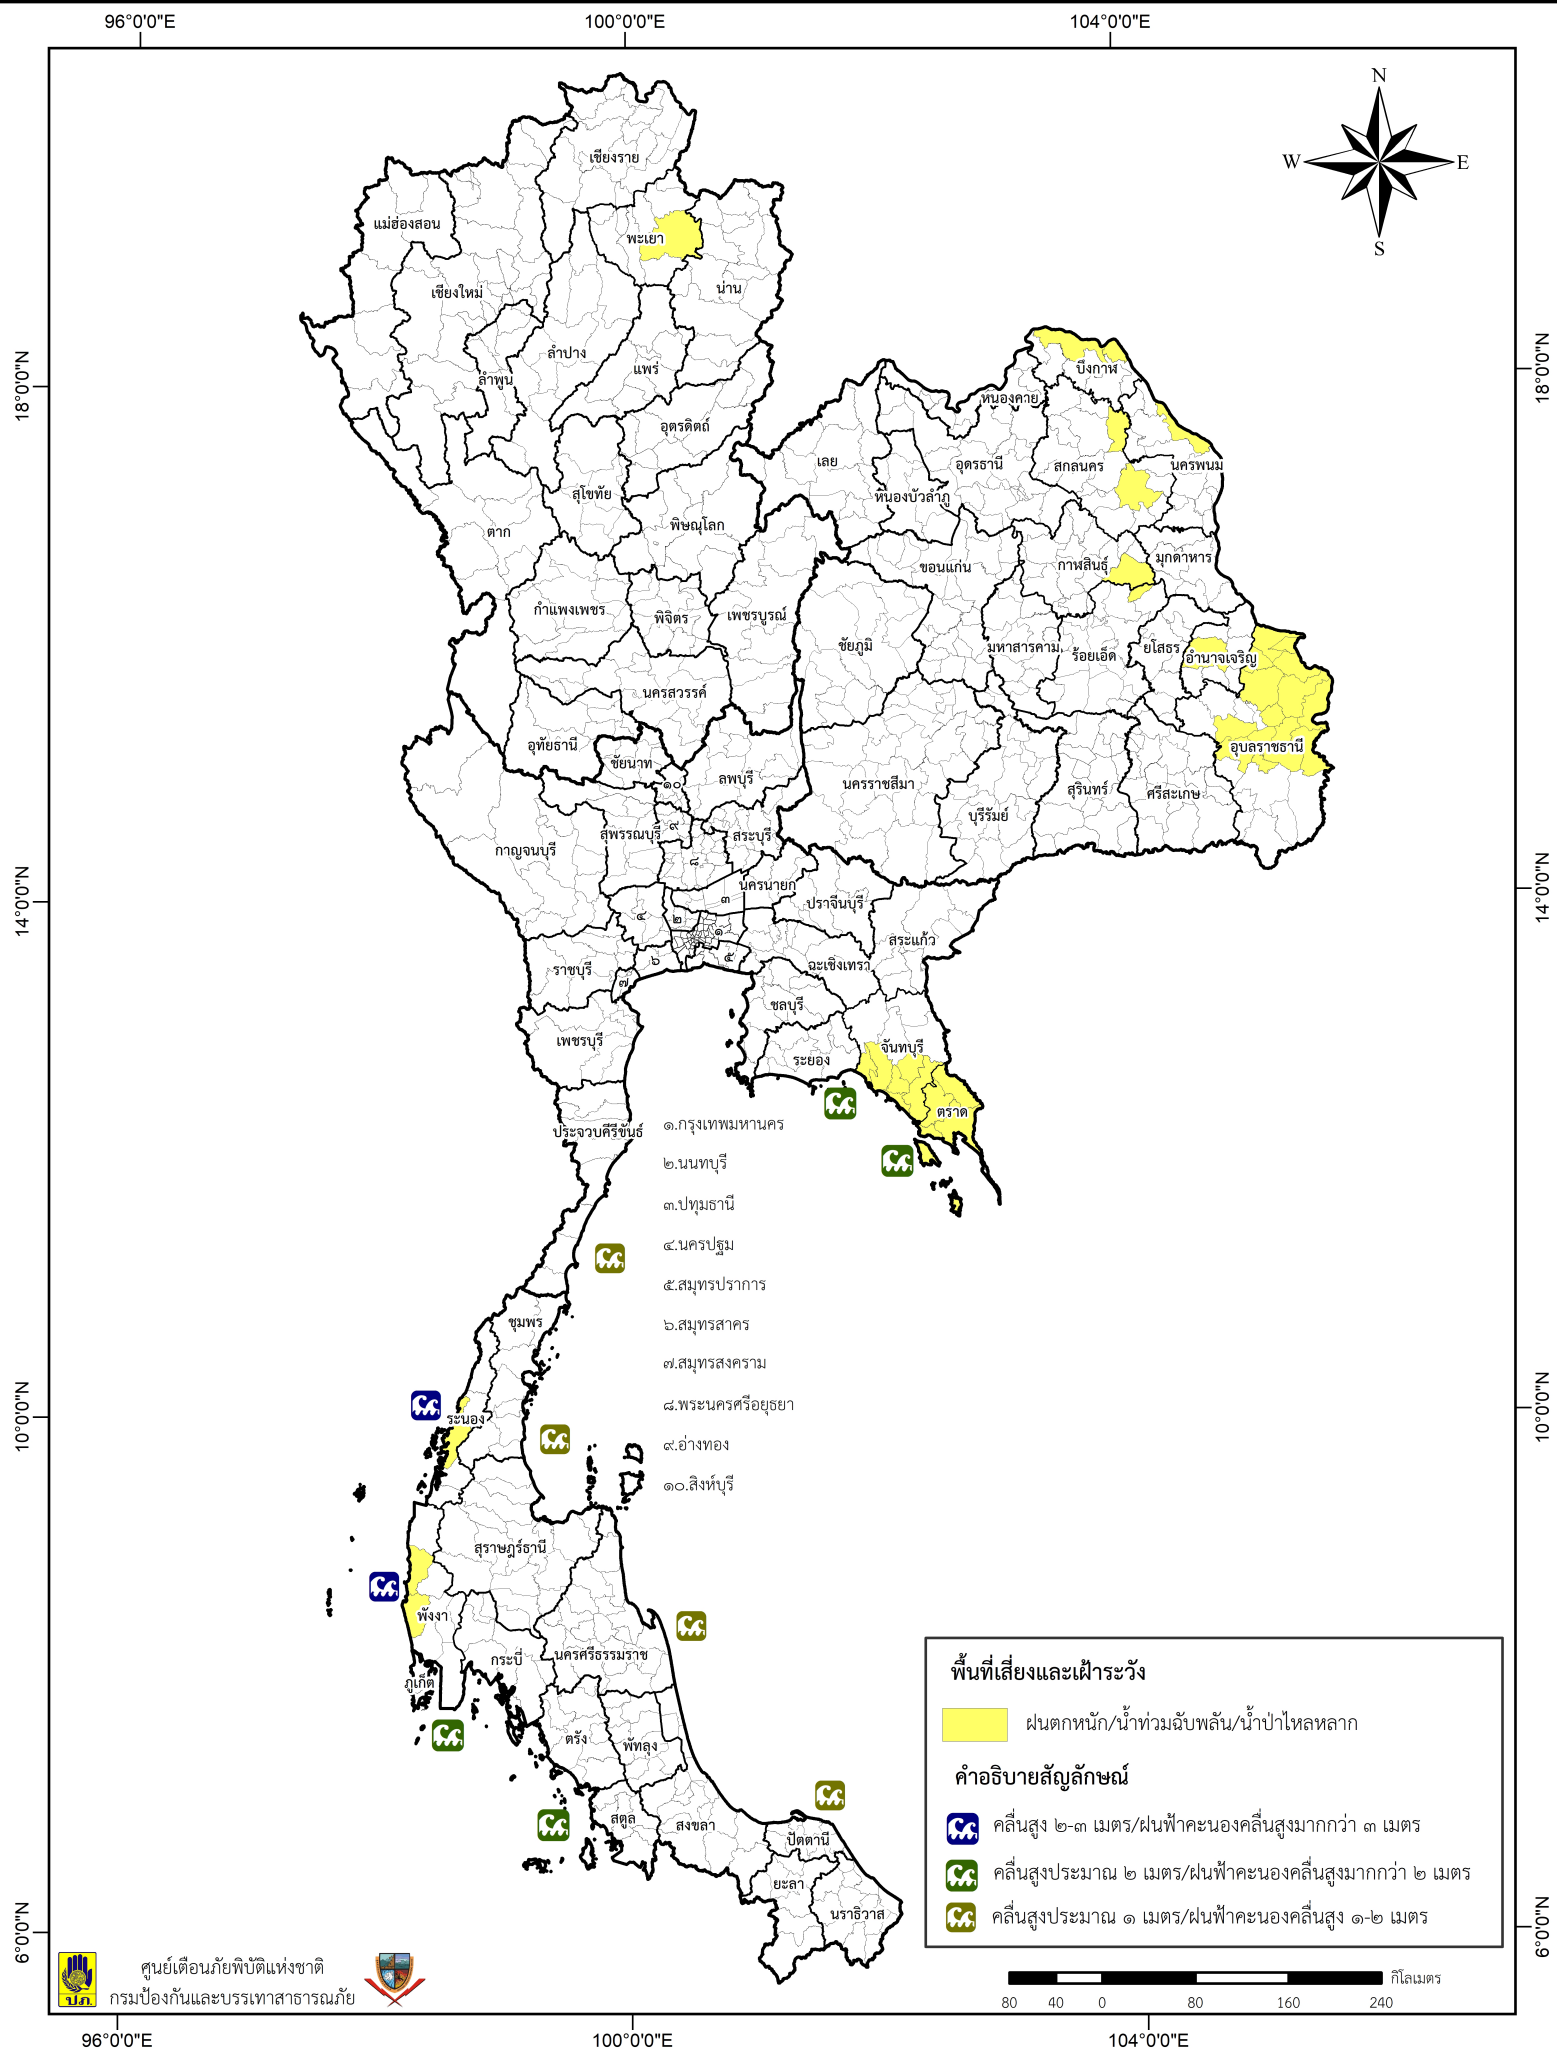 96°0'0"E 100°0'0"E 104°0'0"E
N
W E
S
เชียงราย
แม่ฮ่องสอน
พะเยา
น่าน
เชียงใหม่
ลำปาง
แพร่
ลำพูน
บึงกาฬ
18°0'0"N 18°0'0"N
หนองคาย
อุตรดิตถ์
เลย
อุดรธานี
สกลนคร
นครพนม
สุโขทัย
หนองบัวลำภู
พิษณุโลก
ตาก
ขอนแก่น
กาฬสินธุ์
มุกดาหาร
กำแพงเพชร
พิจิตร
เพชรบูรณ์
ชัยภูมิ
มหาสารคาม
ร้อยเอ็ด
ยโสธร
อำนาจเจริญ
นครสวรรค์
อุทัยธานี
ชัยนาท
อุบลราชธานี
๑๐
ลพบุรี
นครราชสีมา
สุรินทร์
ศรีสะเกษ
บุรีรัมย์
สุพรรณบุรี
๙
สระบุรี
กาญจนบุรี
๘
นครนายก
14°0'0"N 14°0'0"N
๓
ปราจีนบุรี
๔
๒
๑
สระแก้ว
๖
๕
ฉะเชิงเทรา
ราชบุรี
๗
ชลบุรี
เพชรบุรี
จันทบุรี
ระยอง
ตราด
ประจวบคีรีขันธ์
๑.กรุงเทพมหานคร
๒.นนทบุรี
๓.ปทุมธานี
๔.นครปฐม
๕.สมุทรปราการ
๖.สมุทรสาคร
๗.สมุทรสงคราม
๘.พระนครศรีอยุธยา
๙.อ่างทอง
๑๐.สิงห์บุรี
ชุมพร
10°0'0"N 10°0'0"N
ระนอง
สุราษฎร์ธานี
พังงา
กระบี่
นครศรีธรรมราช
ภูเก็ต
ตรัง
พัทลุง
สตูล
สงขลา
ปัตตานี
ยะลา
นราธิวาส
พื้นที่เสี่ยงและเฝ้าระวัง
ฝนตกหนัก/น้ำท่วมฉับพลัน/น้ำป่าไหลหลาก
คำอธิบายสัญลักษณ์
คลื่นสูง ๒-๓ เมตร/ฝนฟ้าคะนองคลื่นสูงมากกว่า ๓ เมตร
คลื่นสูงประมาณ ๒ เมตร/ฝนฟ้าคะนองคลื่นสูงมากกว่า ๒ เมตร
คลื่นสูงประมาณ ๑ เมตร/ฝนฟ้าคะนองคลื่นสูง ๑-๒ เมตร
6°0'0"N 6°0'0"N
ปภ.
ศูนย์เตือนภัยพิบัติแห่งชาติ
กรมป้องกันและบรรเทาสาธารณภัย
กิโลเมตร
80 40 0 80 160 240
96°0'0"E 100°0'0"E 104°0'0"E